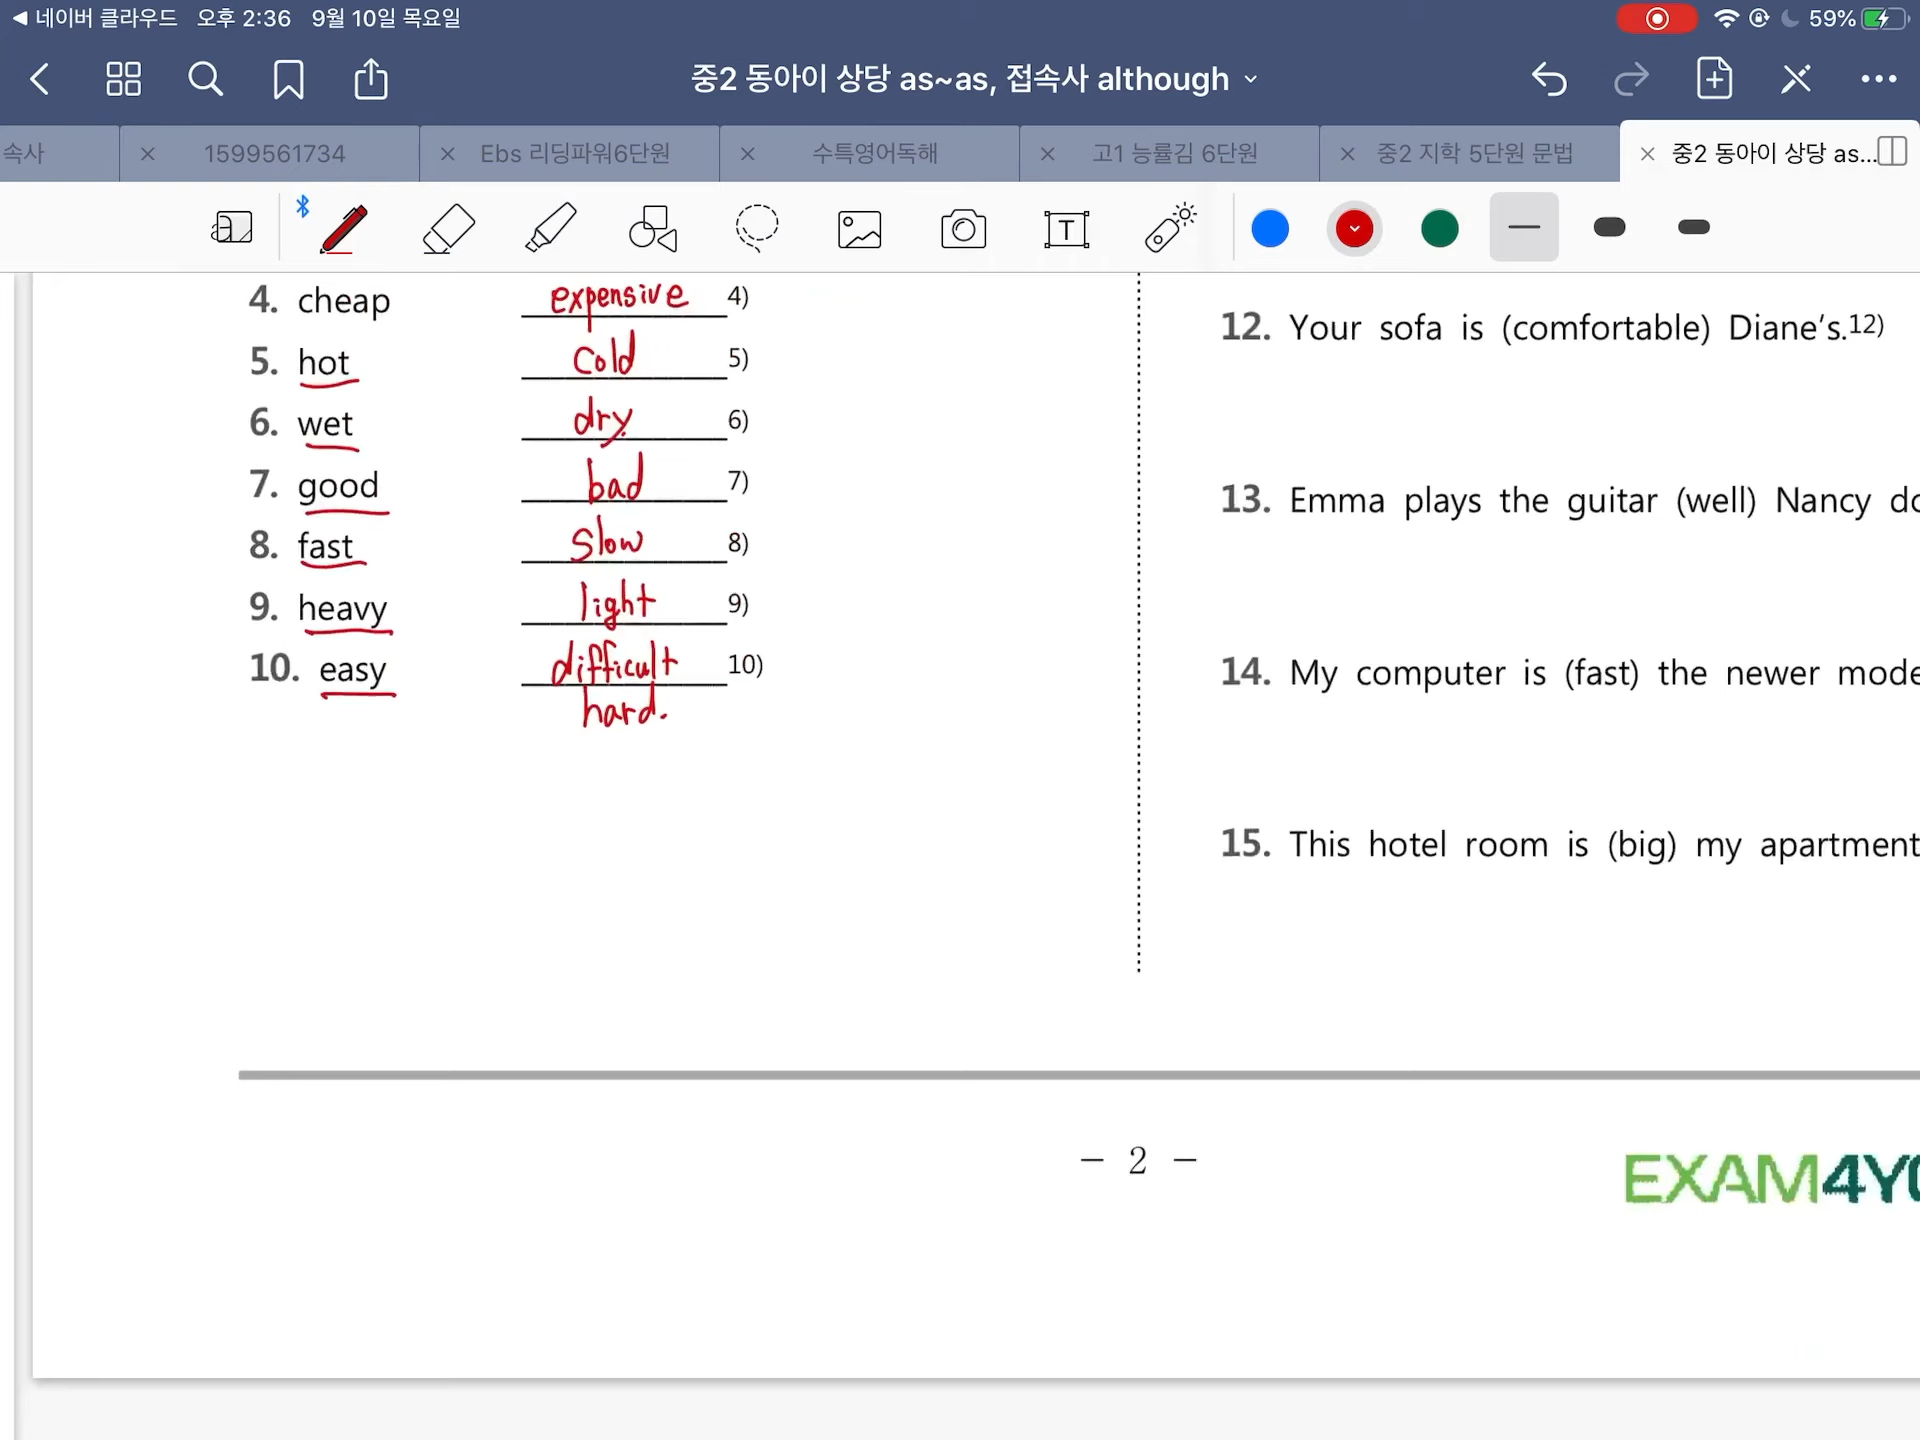 네이버 클라우드 오후 2:36 9월 10일 목요일
59%
중2 동아이 상당 as~as, 접속사 although
속사
1599561734
Ebs 리딩파워6단원
수특영어독해
고1 능률김 6단원
중2 지학 5단원 문법
중2 동아이 상당 as...
4. cheap expensive 4)
5. hot cold 5)
6. wet dry 6)
7. good bad 7)
8. fast slow 8)
9. heavy light 9)
10. easy difficult 10)
hard.
12. Your sofa is (comfortable) Diane's.12)
13. Emma plays the guitar (well) Nancy do
14. My computer is (fast) the newer mode
15. This hotel room is (big) my apartment
- 2 -
EXAM4YO